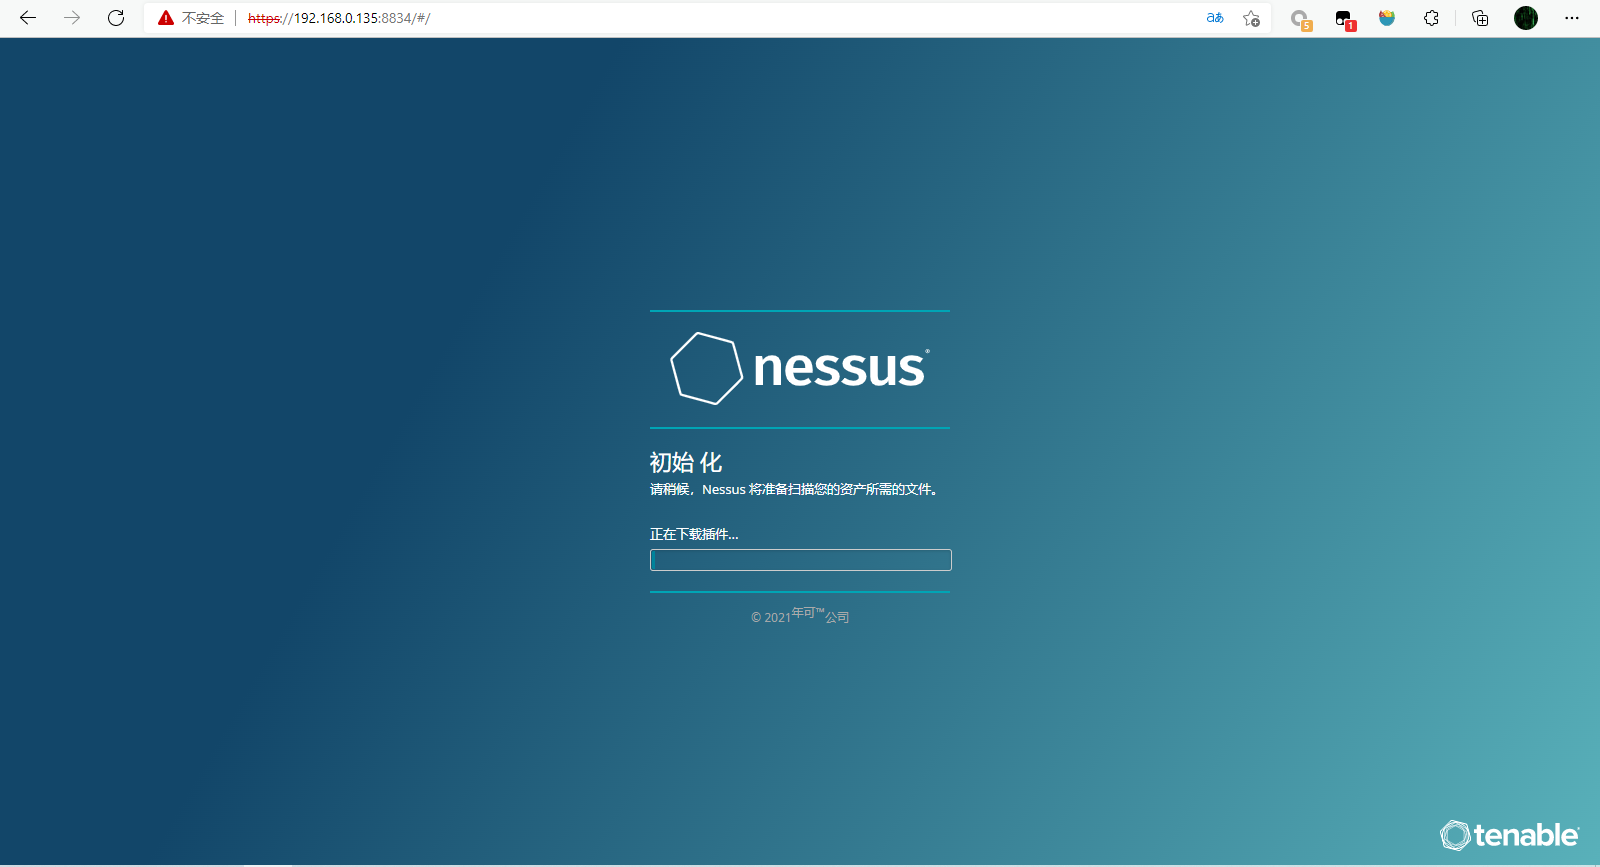 不安全 https://192.168.0.135:8834/#/ aあ 5 1
nessus®
初始 化
请稍候，Nessus 将准备扫描您的资产所需的文件。
正在下载插件...
© 2021年可™公司
tenable®